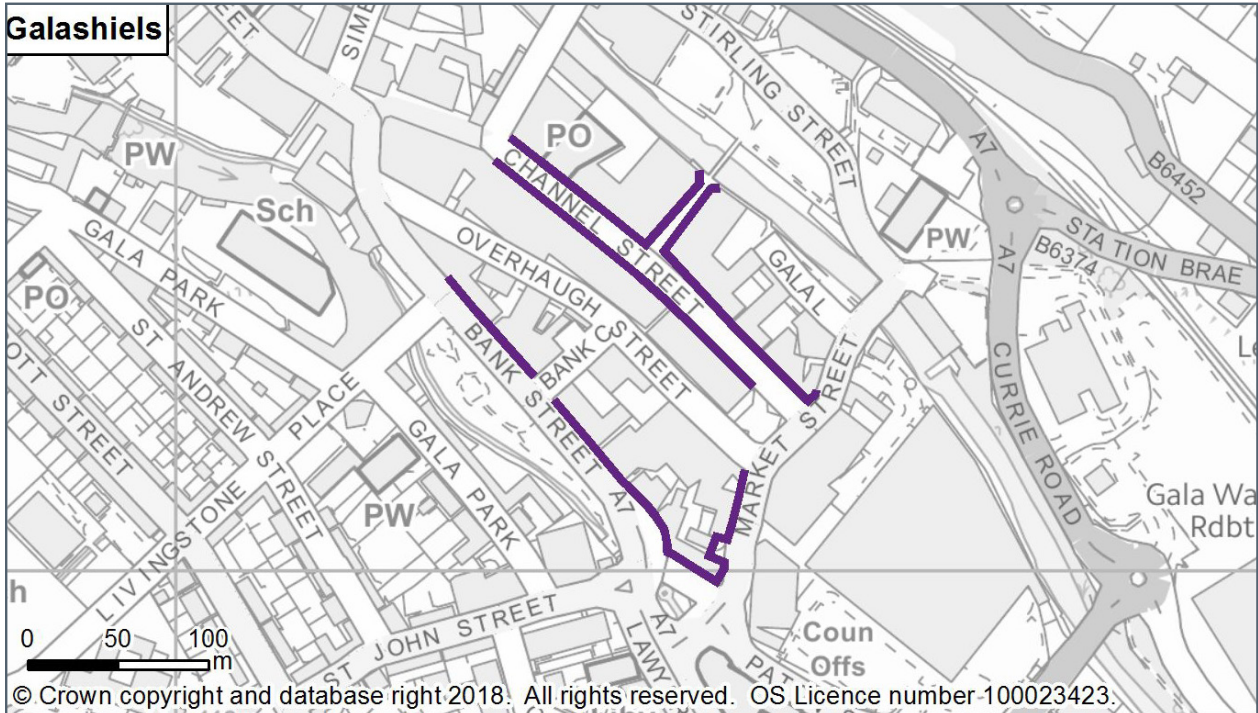 Galashiels
STREET
SIME
STIRLING STREET
PO
PW
CHANNEL STREET
A7
B6452
Sch
GALA PARK
OVERHAUGH STREET
GALAL
PW
A7
B6374
STATION BRAE
PO
ST ANDREW STREET
BANK STREET
BANK C
MARKET STREET
CURRIE ROAD
OTT STREET
LIVINGSTONE PLACE
GALA PARK
PW
A7
Gala Wa
Rdbt
Le
h
ST JOHN STREET
A7
LAWY
PAT
Coun
Offs
0 50 100
m
© Crown copyright and database right 2018. All rights reserved. OS Licence number 100023423.